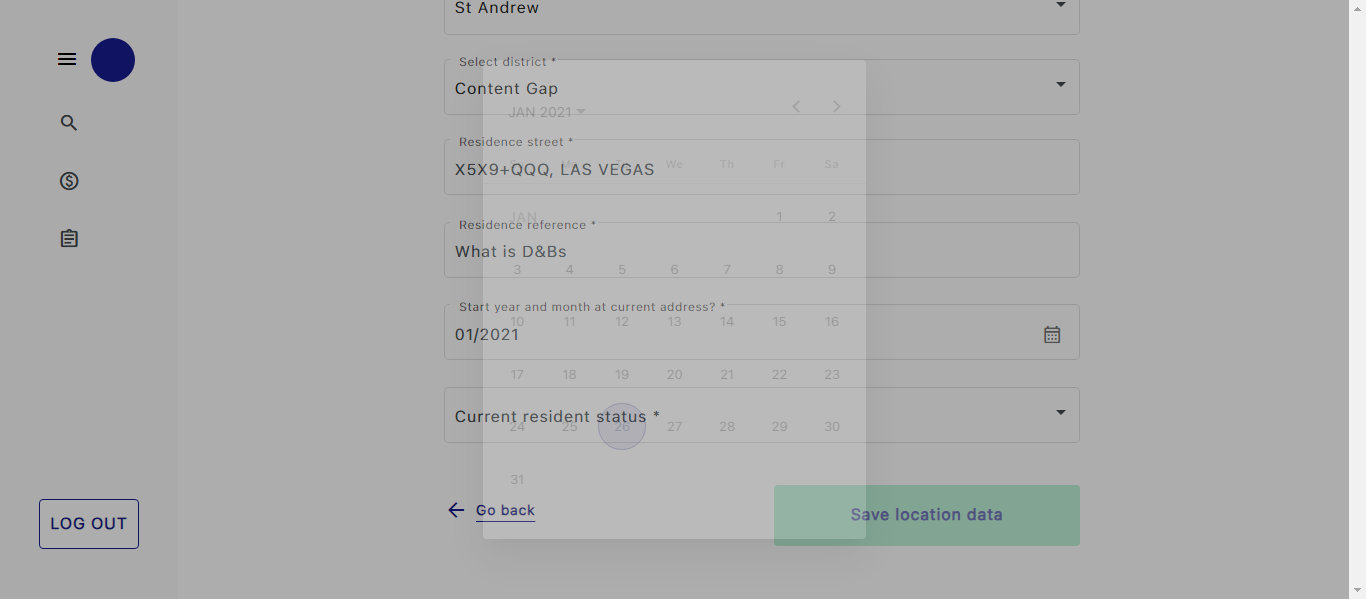 St Andrew
Select district *
Content Gap
JAN 2021
Residence street *
X5X9+QQQ, LAS VEGAS
Su Mo Tu We Th Fr Sa
JAN 1 2
Residence reference *
What is D&Bs
3 4 5 6 7 8 9
Start year and month at current address? *
10 11 12 13 14 15 16
01/2021
17 18 19 20 21 22 23
Current resident status *
24 25 26 27 28 29 30
31
Go back
Save location data
LOG OUT